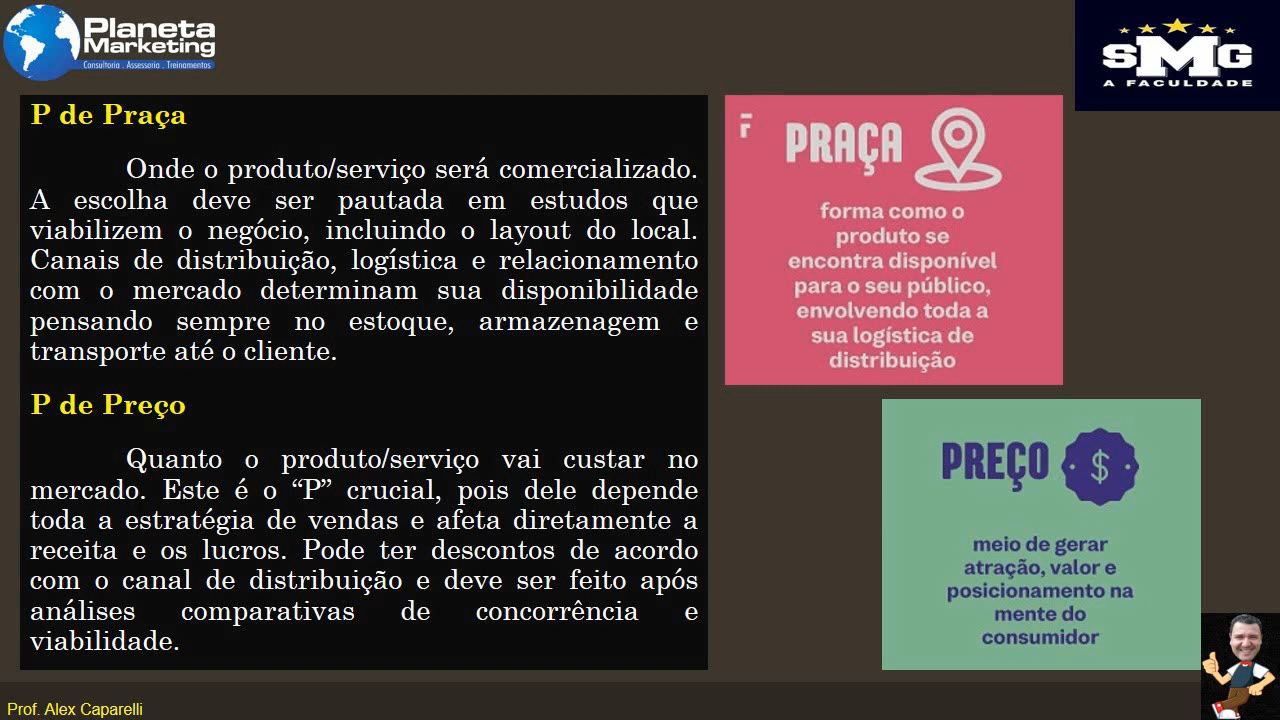 Planeta
Marketing
Consultoria . Assessoria . Treinamentos
SMG
A FACULDADE
P de Praça
Onde o produto/serviço será comercializado.
A escolha deve ser pautada em estudos que
viabilizem o negócio, incluindo o layout do local.
Canais de distribuição, logística e relacionamento
com o mercado determinam sua disponibilidade
pensando sempre no estoque, armazenagem e
transporte até o cliente.
P de Preço
Quanto o produto/serviço vai custar no
mercado. Este é o “P” crucial, pois dele depende
toda a estratégia de vendas e afeta diretamente a
receita e os lucros. Pode ter descontos de acordo
com o canal de distribuição e deve ser feito após
análises comparativas de concorrência e
viabilidade.
F
PRAÇA
forma como o
produto se
encontra disponível
para o seu público,
envolvendo toda a
sua logística de
distribuição
PREÇO
$
meio de gerar
atração, valor e
posicionamento na
mente do
consumidor
Prof. Alex Caparelli